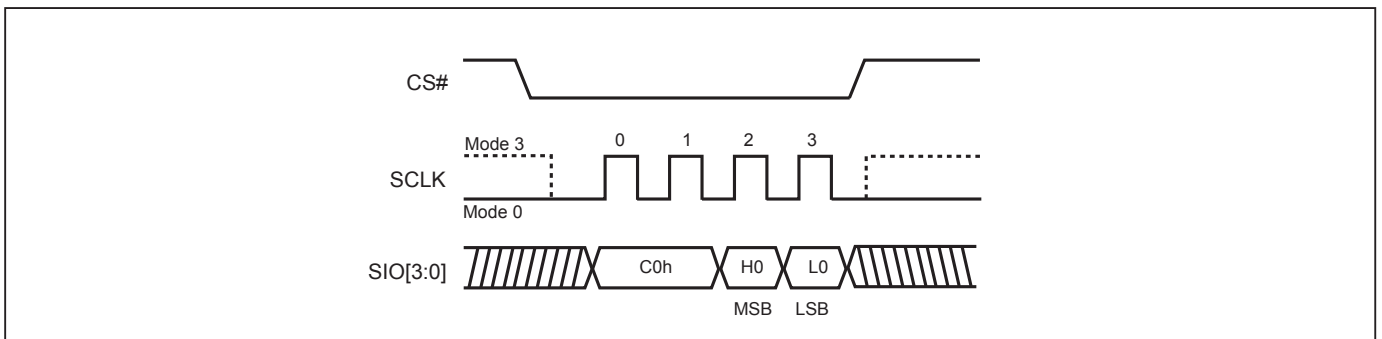 CS#
Mode 3
0 1 2 3
SCLK
Mode 0
SIO[3:0]
C0h H0 L0
MSB LSB